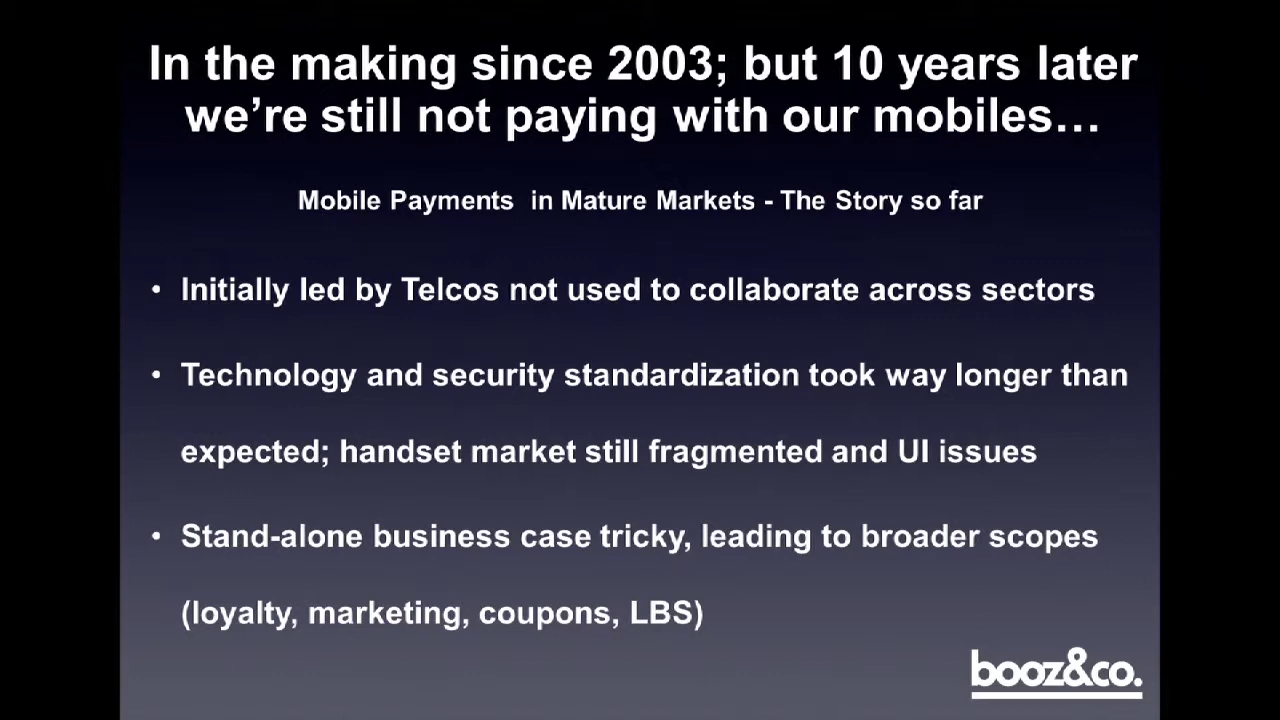 In the making since 2003; but 10 years later
we’re still not paying with our mobiles…
Mobile Payments in Mature Markets - The Story so far
• Initially led by Telcos not used to collaborate across sectors
• Technology and security standardization took way longer than
expected; handset market still fragmented and UI issues
• Stand-alone business case tricky, leading to broader scopes
(loyalty, marketing, coupons, LBS)
booz&co.